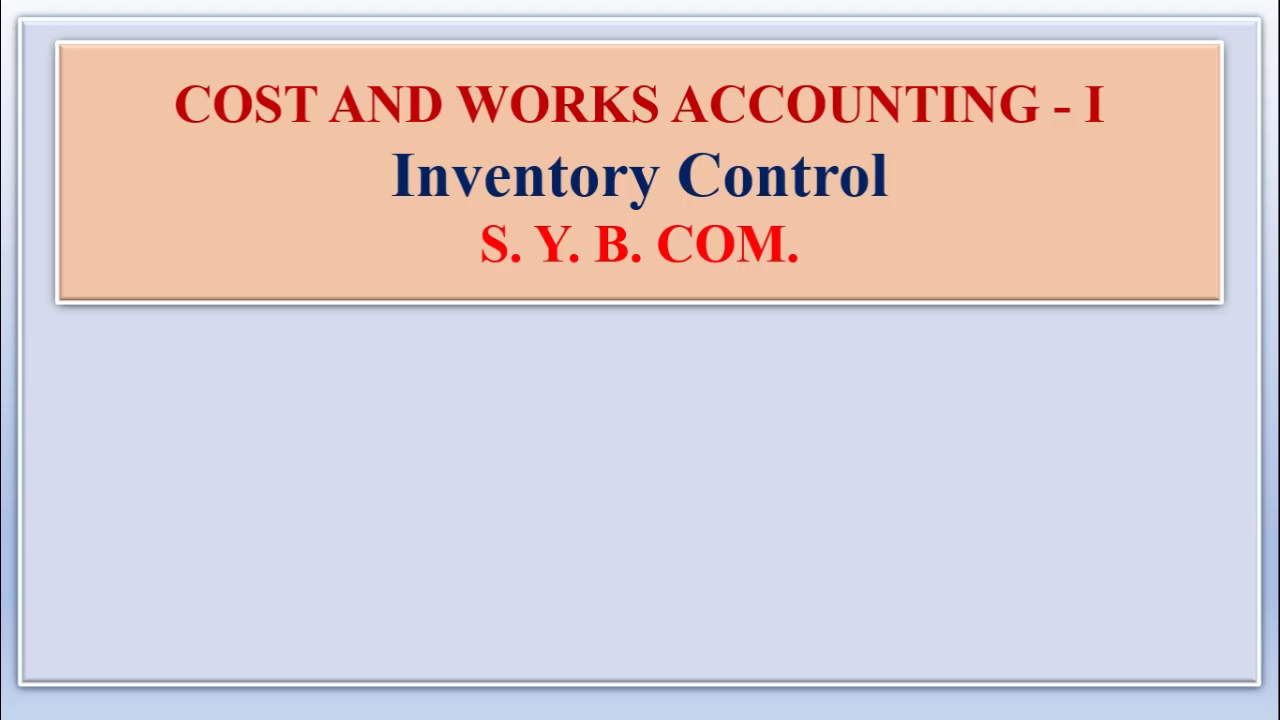 COST AND WORKS ACCOUNTING - I
Inventory Control
S. Y. B. COM.